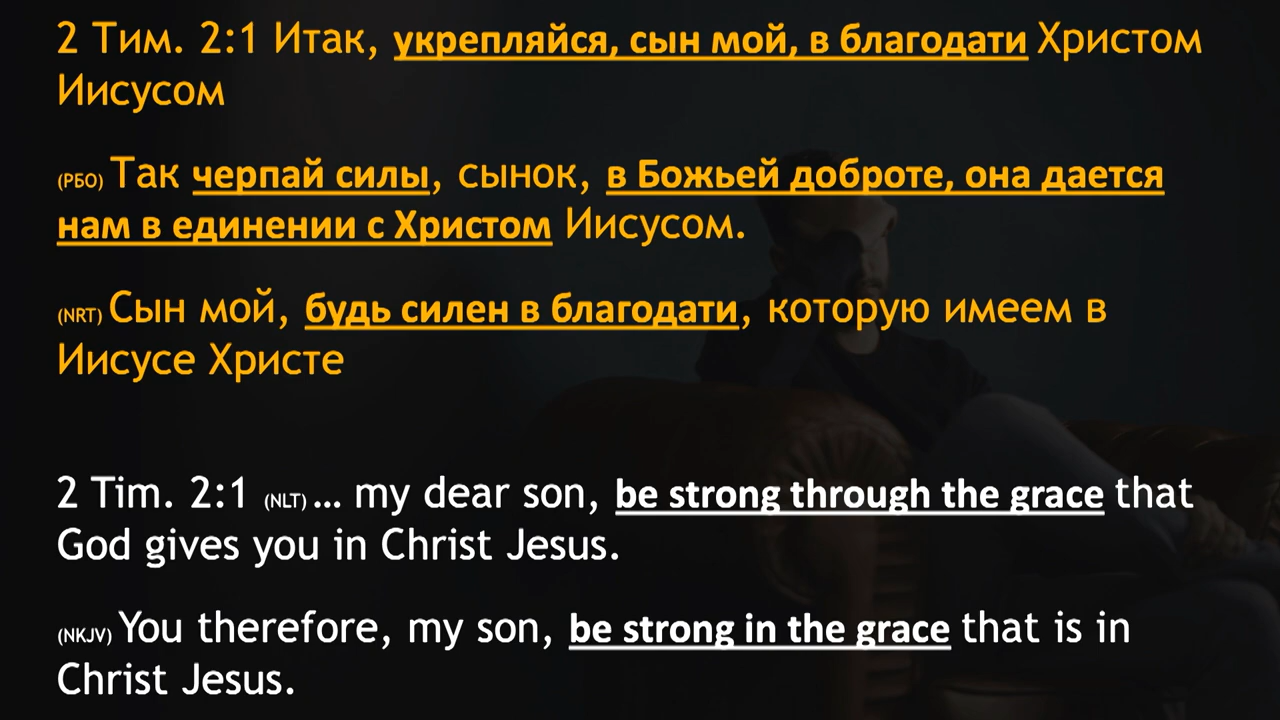 2 Тим. 2:1 Итак, укрепляйся, сын мой, в благодати Христом
Иисусом
(РБО) Так черпай силы, сынок, в Божьей доброте, она дается
нам в единении с Христом Иисусом.
(NRT) Сын мой, будь силен в благодати, которую имеем в
Иисусе Христе
2 Tim. 2:1 (NLT) … my dear son, be strong through the grace that
God gives you in Christ Jesus.
(NKJV) You therefore, my son, be strong in the grace that is in
Christ Jesus.